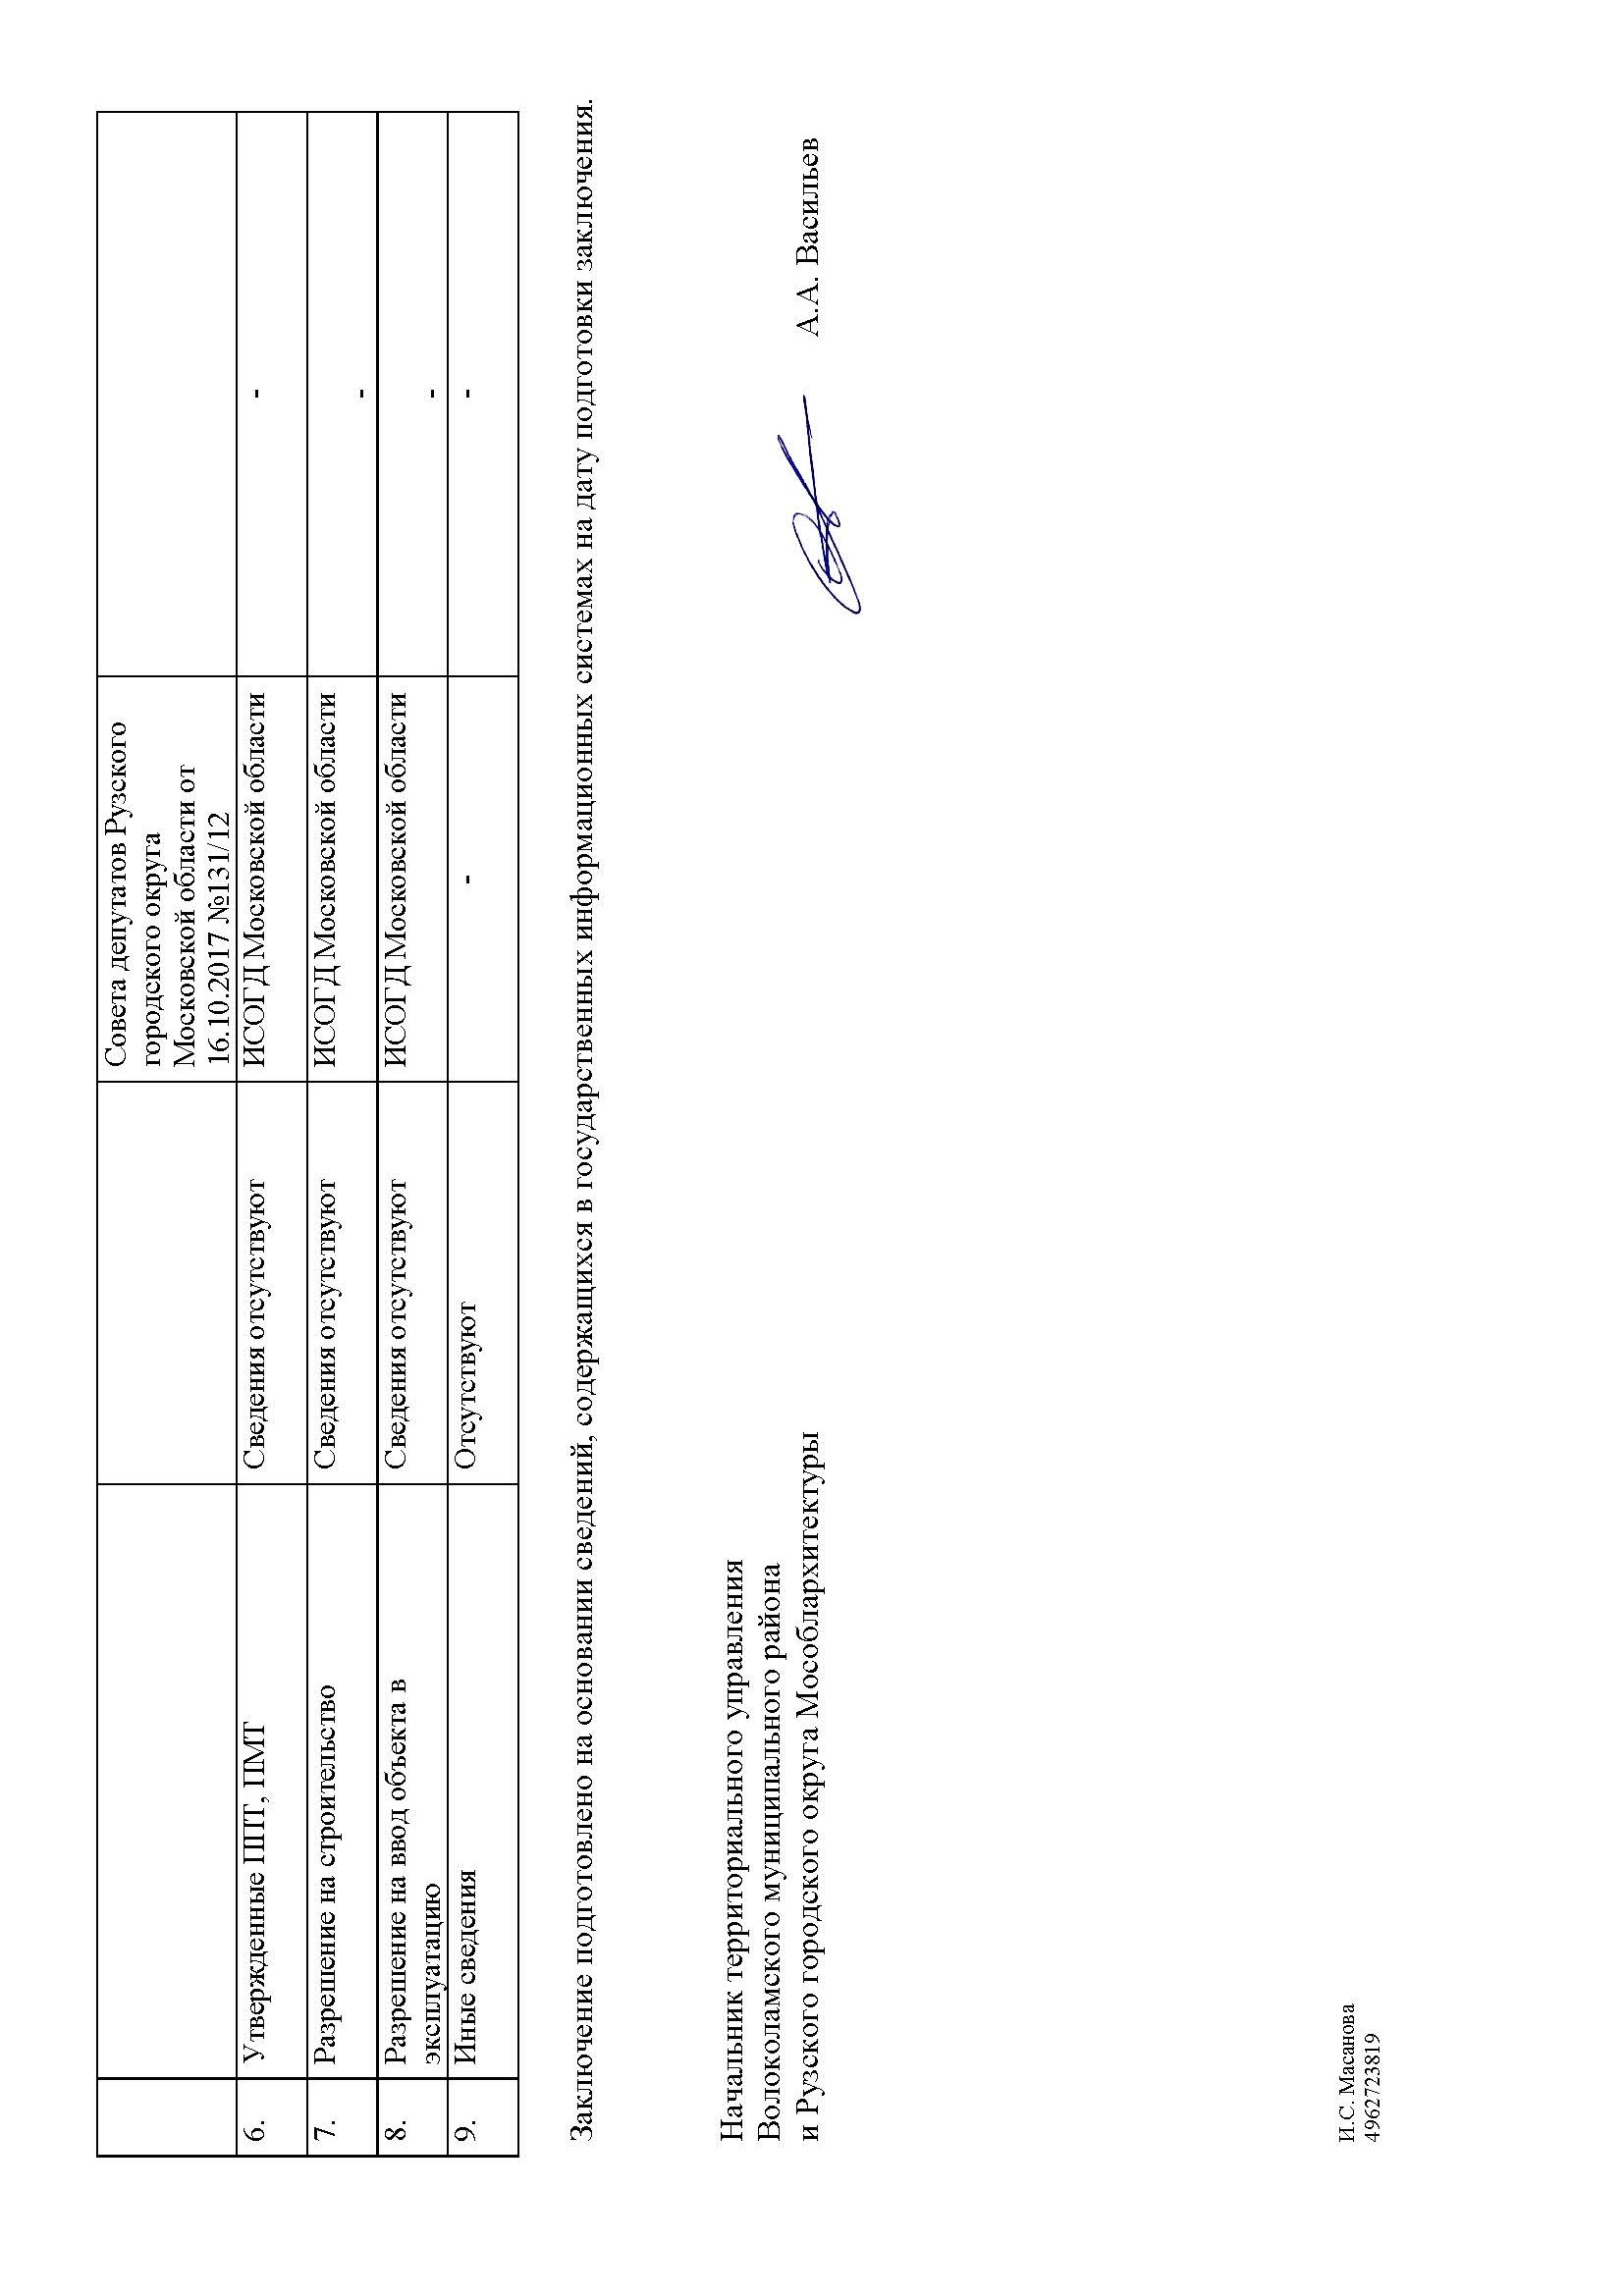 Совета депутатов Рузского
городского округа
Московской области от
16.10.2017 №131/12
6. Утвержденные ППТ, ПМТ Сведения отсутствуют ИСОГД Московской области -
7. Разрешение на строительство Сведения отсутствуют ИСОГД Московской области -
8. Разрешение на ввод объекта в Сведения отсутствуют ИСОГД Московской области
эксплуатацию -
9. Иные сведения Отсутствуют - -
Заключение подготовлено на основании сведений, содержащихся в государственных информационных системах на дату подготовки заключения.
Начальник территориального управления
Волоколамского муниципального района
и Рузского городского округа Мособлархитектуры А.А. Васильев
И.С. Масанова
4962723819